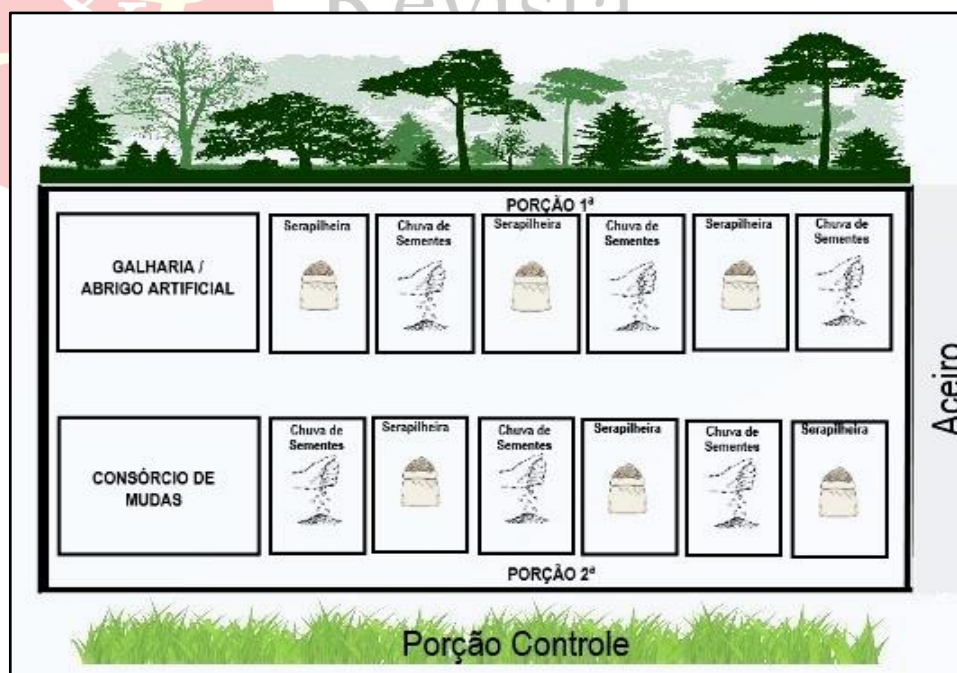 Revista
PORÇÃO 1ª
GALHARIA /
ABRIGO ARTIFICIAL
Serapilheira
Chuva de
Sementes
Serapilheira
Chuva de
Sementes
Serapilheira
Chuva de
Sementes
Aceiro
CONSÓRCIO DE
MUDAS
Chuva de
Sementes
Serapilheira
Chuva de
Sementes
Serapilheira
Chuva de
Sementes
Serapilheira
PORÇÃO 2ª
Porção Controle